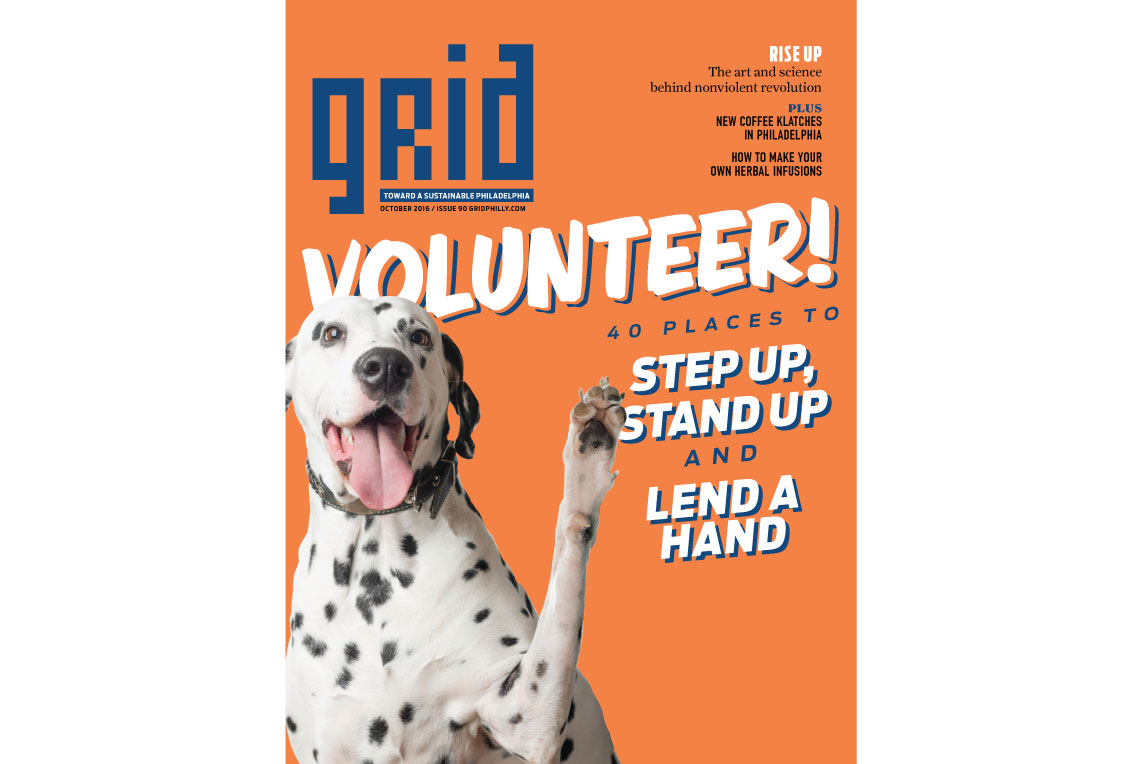 grid
TOWARD A SUSTAINABLE PHILADELPHIA
OCTOBER 2016 / ISSUE 90 GRIDPHILLY.COM
RISE UP
The art and science
behind nonviolent revolution
PLUS
NEW COFFEE KLATCHES
IN PHILADELPHIA
HOW TO MAKE YOUR
OWN HERBAL INFUSIONS
VOLUNTEER!
40 PLACES TO
STEP UP,
STAND UP
AND
LEND A
HAND